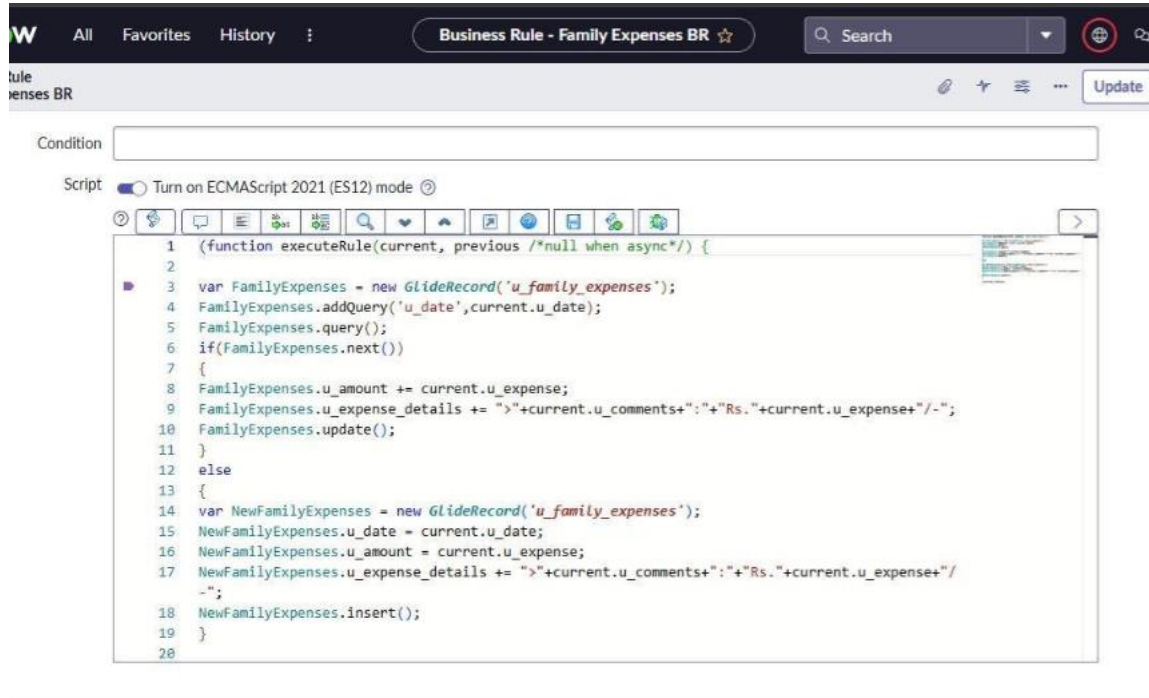 W All Favorites History Business Rule - Family Expenses BR Search
enses BR Update
Condition
Script Turn on ECMAScript 2021 (ES12) mode
1 (function executeRule(current, previous /*null when async*/) {
2
3 var FamilyExpenses = new GlideRecord('u_family_expenses');
4 FamilyExpenses.addQuery('u_date',current.u_date);
5 FamilyExpenses.query();
6 if(FamilyExpenses.next())
7 {
8 FamilyExpenses.u_amount += current.u_expense;
9 FamilyExpenses.u_expense_details += ">"+current.u_comments+":"+"Rs."+current.u_expense+"/-";
10 FamilyExpenses.update();
11 }
12 else
13 {
14 var NewFamilyExpenses = new GlideRecord('u_family_expenses');
15 NewFamilyExpenses.u_date = current.u_date;
16 NewFamilyExpenses.u_amount = current.u_expense;
17 NewFamilyExpenses.u_expense_details += ">"+current.u_comments+":"+"Rs."+current.u_expense+"/
-";
18 NewFamilyExpenses.insert();
19 }
20